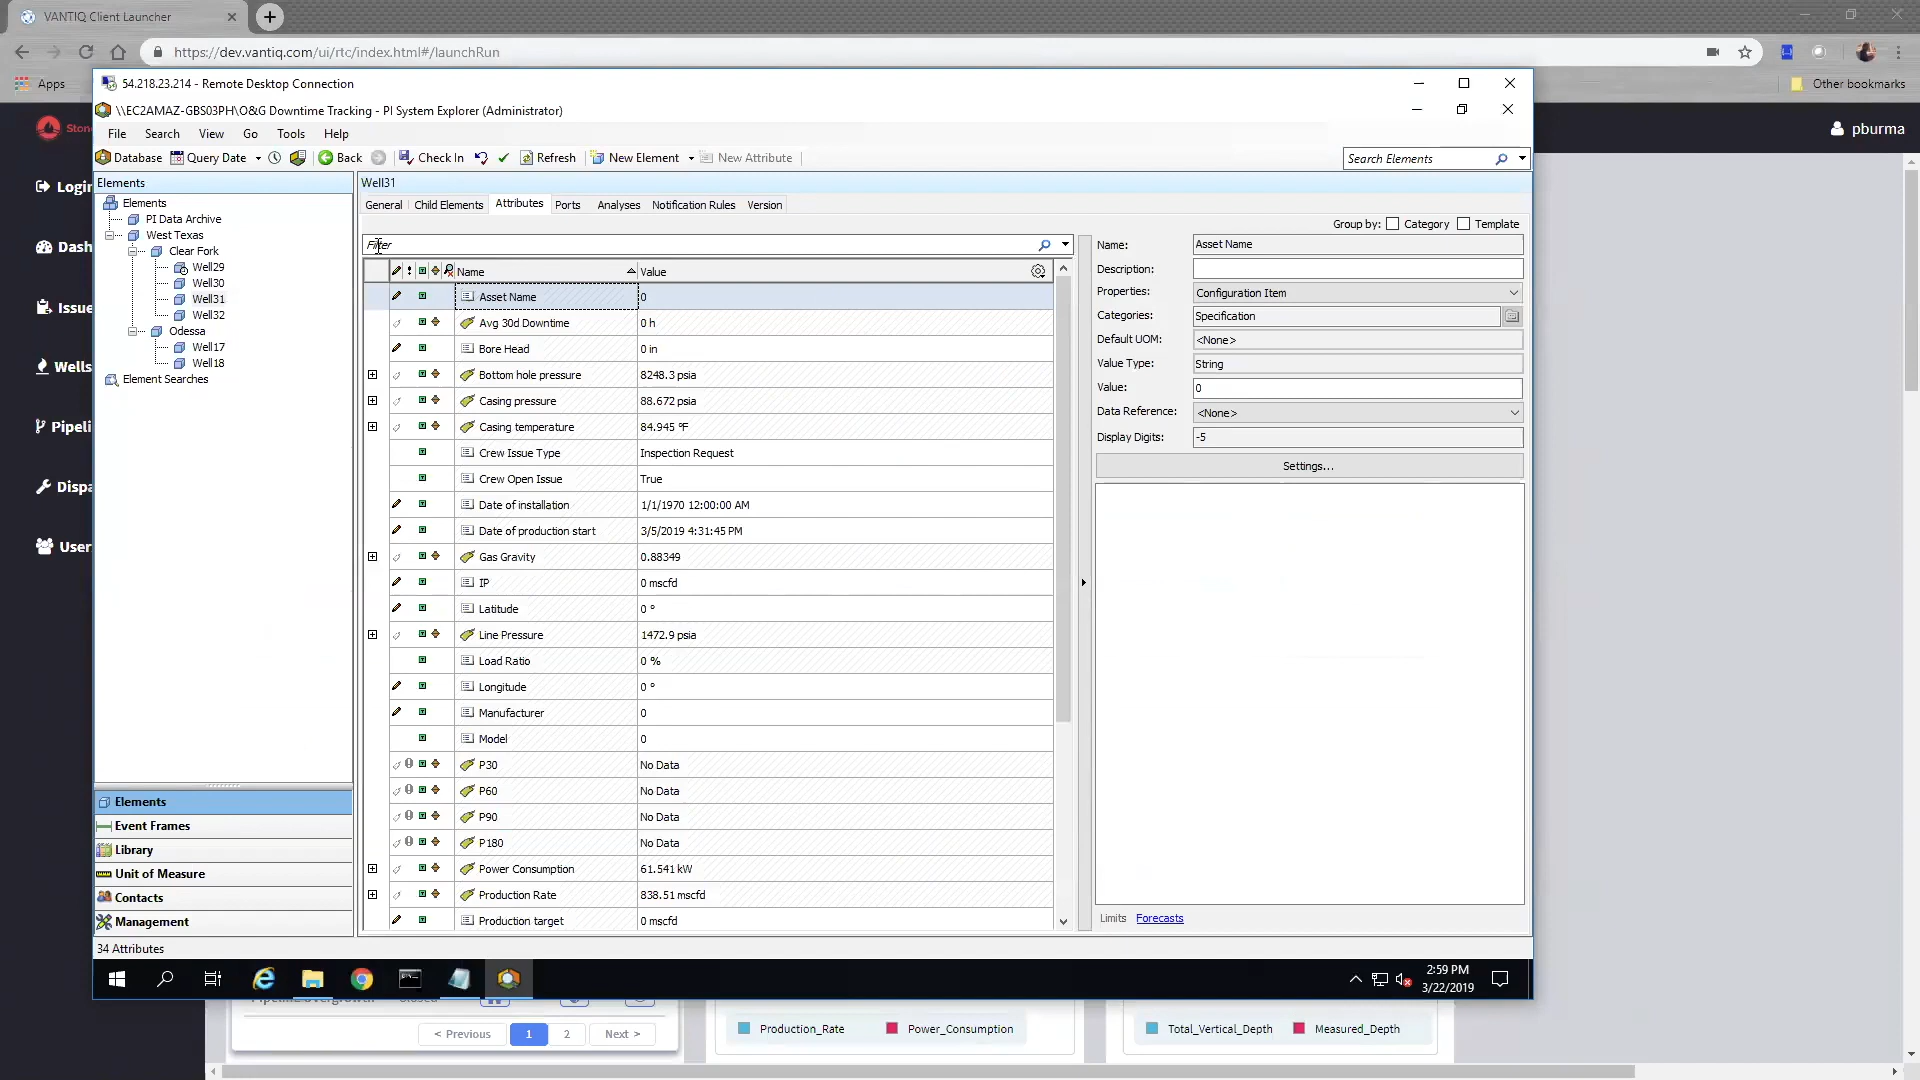 VANTIQ Client Launcher
https://dev.vantiq.com/ui/rtc/index.html#/launchRun
Apps
Other bookmarks
54.218.23.214 - Remote Desktop Connection
\\EC2AMAZ-GBS03PH\O&G Downtime Tracking - PI System Explorer (Administrator)
File Search View Go Tools Help
Database Query Date Back Check In Refresh New Element New Attribute
Search Elements
pburma
Elements
Elements
PI Data Archive
West Texas
Clear Fork
Well29
Well30
Well31
Well32
Odessa
Well17
Well18
Element Searches
Elements
Event Frames
Library
Unit of Measure
Contacts
Management
34 Attributes
Well31
General Child Elements Attributes Ports Analyses Notification Rules Version
Group by: Category Template
Filter
Name Value
Asset Name 0
Avg 30d Downtime 0 h
Bore Head 0 in
Bottom hole pressure 8248.3 psia
Casing pressure 88.672 psia
Casing temperature 84.945 °F
Crew Issue Type Inspection Request
Crew Open Issue True
Date of installation 1/1/1970 12:00:00 AM
Date of production start 3/5/2019 4:31:45 PM
Gas Gravity 0.88349
IP 0 mscfd
Latitude 0 °
Line Pressure 1472.9 psia
Load Ratio 0 %
Longitude 0 °
Manufacturer 0
Model 0
P30 No Data
P60 No Data
P90 No Data
P180 No Data
Power Consumption 61.541 kW
Production Rate 838.51 mscfd
Production target 0 mscfd
Name: Asset Name
Description:
Properties: Configuration Item
Categories: Specification
Default UOM: <None>
Value Type: String
Value: 0
Data Reference: <None>
Display Digits: -5
Settings...
Limits Forecasts
2:59 PM
3/22/2019
Ston
Login
Dash
Issue
Wells
Pipeli
Dispa
User
< Previous 1 2 Next >
Production_Rate Power_Consumption
Total_Vertical_Depth Measured_Depth